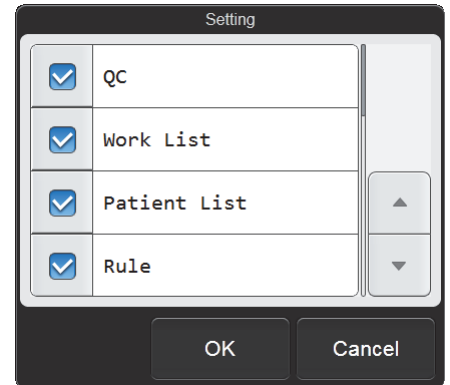 Setting
QC
Work List
Patient List
Rule
OK
Cancel